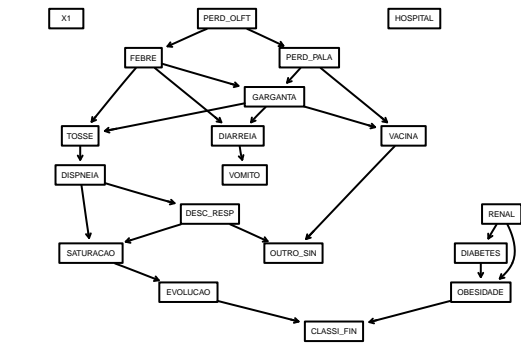 X1
PERD_OLFT
HOSPITAL
FEBRE
PERD_PALA
GARGANTA
TOSSE
DIARREIA
VACINA
DISPNEIA
VOMITO
DESC_RESP
RENAL
SATURACAO
OUTRO_SIN
DIABETES
EVOLUCAO
OBESIDADE
CLASSI_FIN